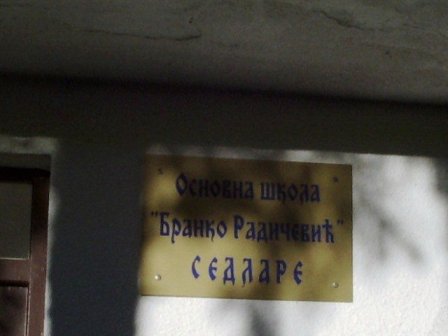 Основна школа
"Бранко Радичевић"
СЕДЛАРЕ